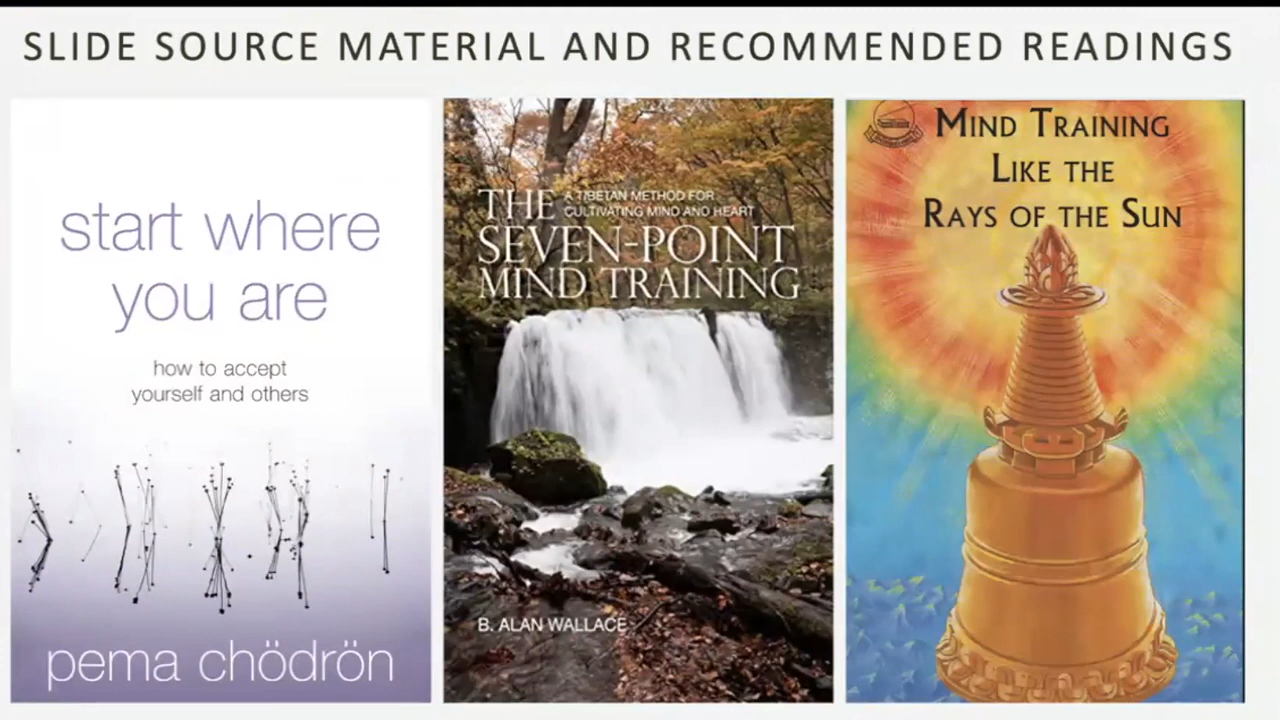 SLIDE SOURCE MATERIAL AND RECOMMENDED READINGS
start where
you are
how to accept
yourself and others
pema chödrön
THE
A TIBETAN METHOD FOR
CULTIVATING MIND AND HEART
SEVEN-POINT
MIND TRAINING
B. ALAN WALLACE
MIND TRAINING
LIKE THE
RAYS OF THE SUN